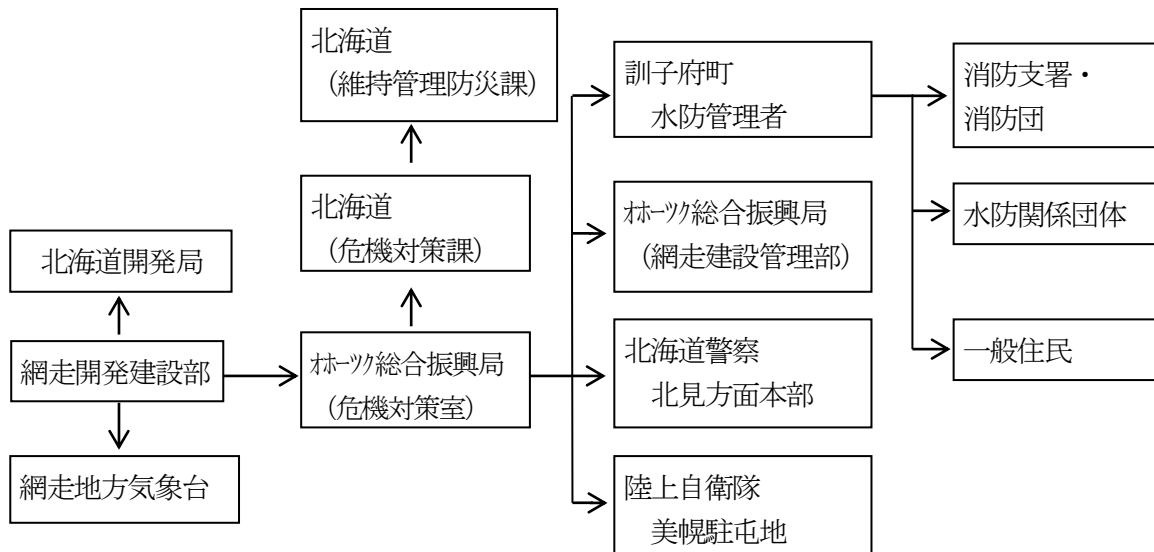 北海道
（維持管理防災課）
訓子府町
水防管理者
消防支署・
消防団
北海道
（危機対策課）
ｵﾎｰﾂｸ総合振興局
（網走建設管理部）
水防関係団体
北海道開発局
網走開発建設部
ｵﾎｰﾂｸ総合振興局
（危機対策室）
北海道警察
北見方面本部
一般住民
網走地方気象台
陸上自衛隊
美幌駐屯地